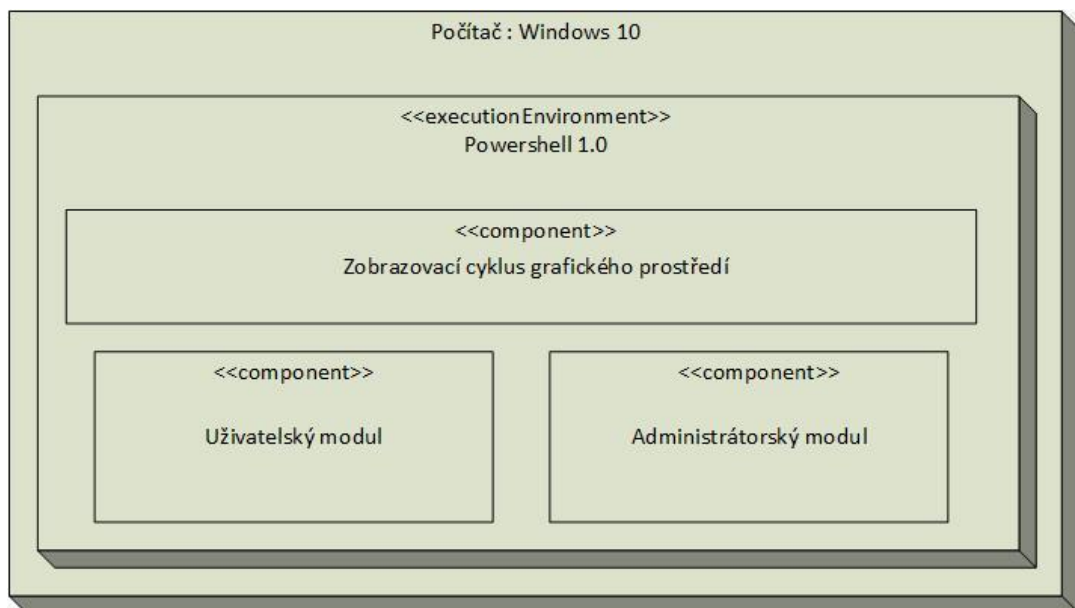 Počítač : Windows 10
<<executionEnvironment>>
Powershell 1.0
<<component>>
Zobrazovací cyklus grafického prostředí
<<component>>
Uživatelský modul
<<component>>
Administrátorský modul